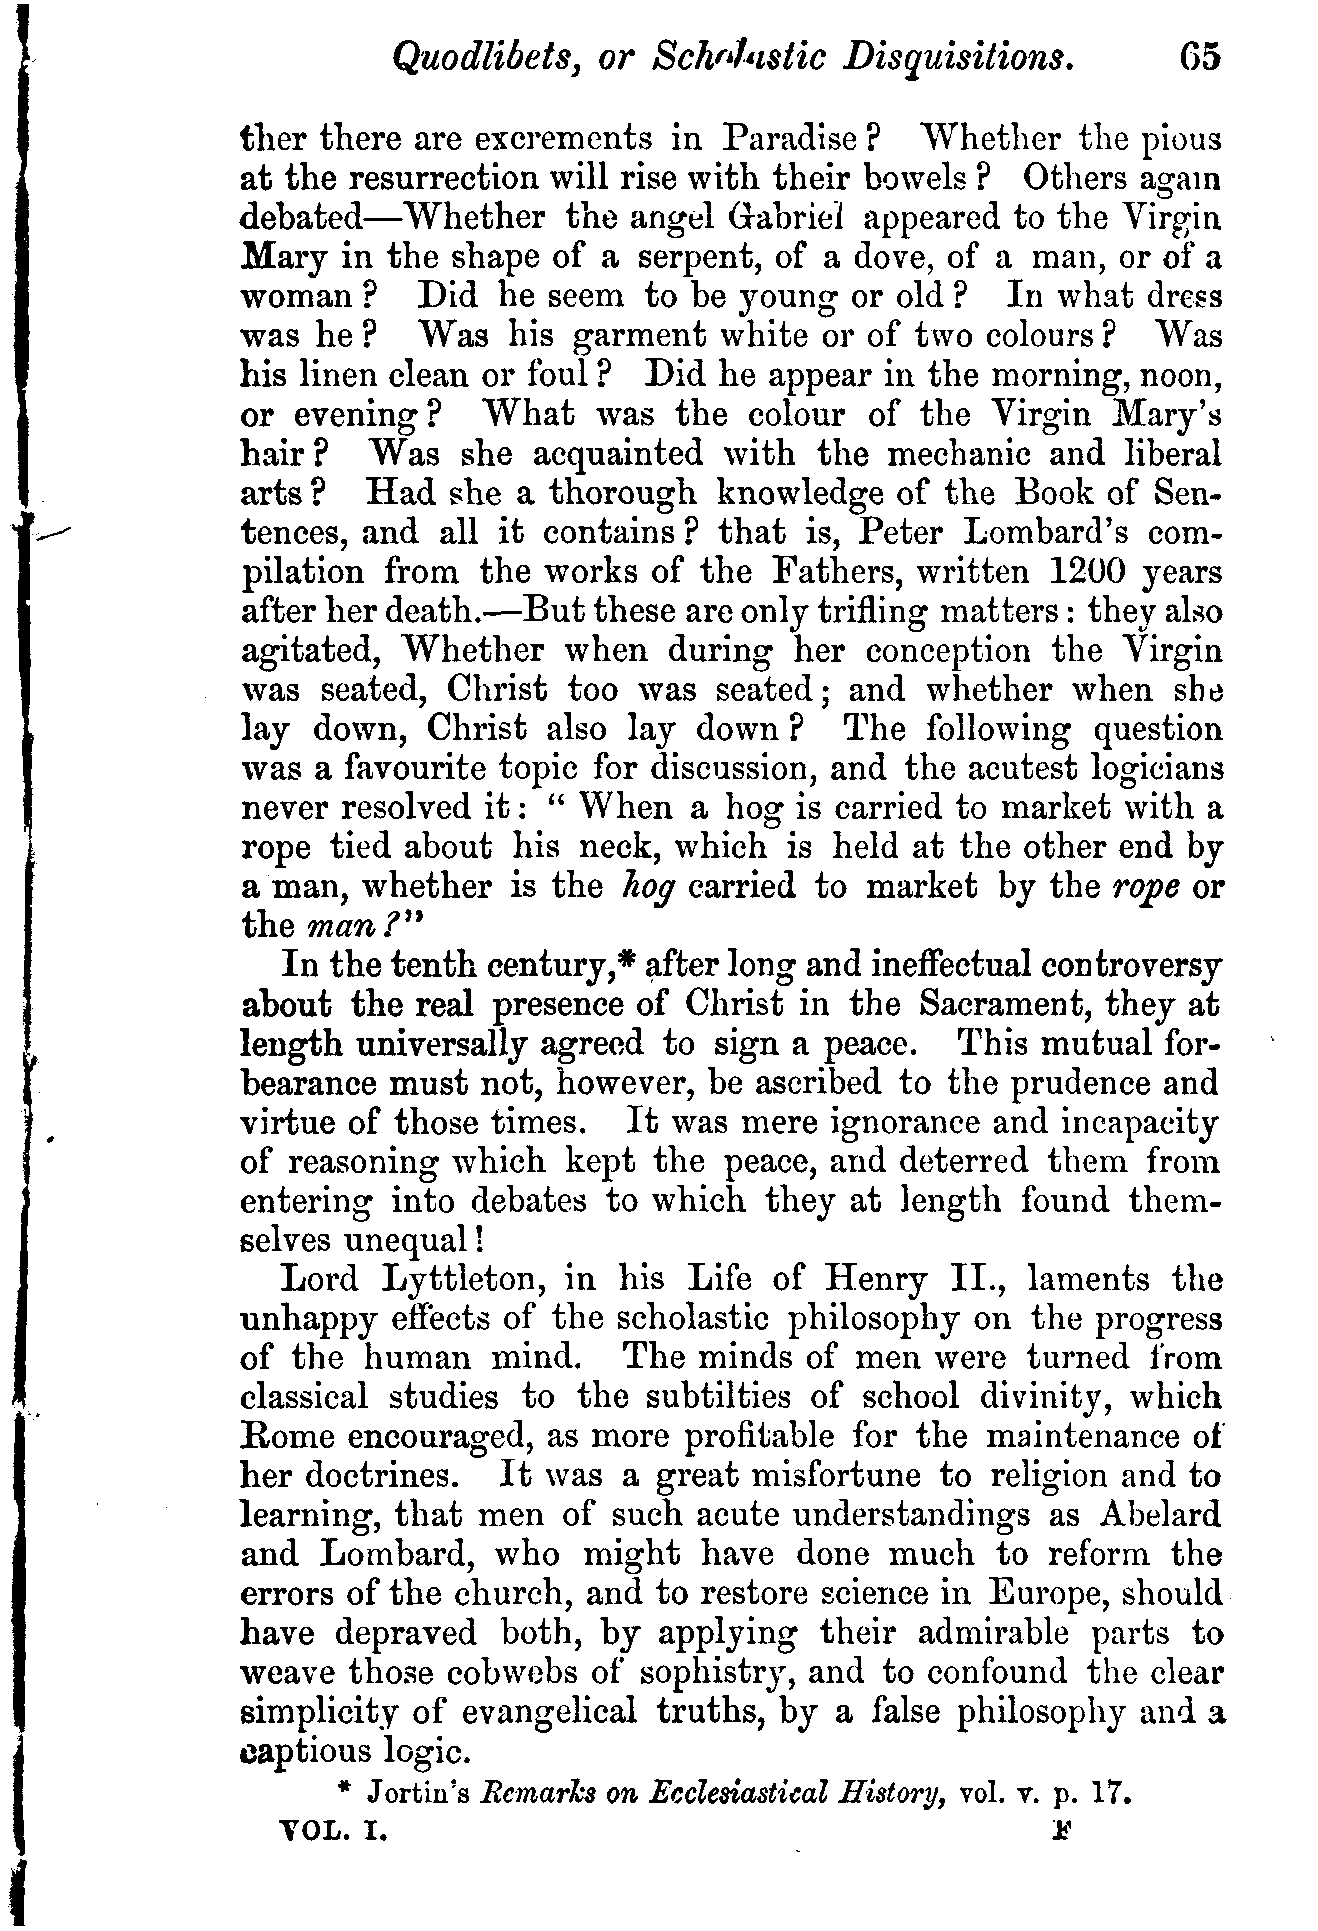 Quodlibets, or Scholastic Disquisitions. 65
ther there are excrements in Paradise? Whether the pious
at the resurrection will rise with their bowels? Others again
debated—Whether the angel Gabriel appeared to the Virgin
Mary in the shape of a serpent, of a dove, of a man, or of a
woman? Did he seem to be young or old? In what dress
was he? Was his garment white or of two colours? Was
his linen clean or foul? Did he appear in the morning, noon,
or evening? What was the colour of the Virgin Mary's
hair? Was she acquainted with the mechanic and liberal
arts? Had she a thorough knowledge of the Book of Sen-
tences, and all it contains? that is, Peter Lombard's com-
pilation from the works of the Fathers, written 1200 years
after her death.—But these are only trifling matters: they also
agitated, Whether when during her conception the Virgin
was seated, Christ too was seated; and whether when she
lay down, Christ also lay down? The following question
was a favourite topic for discussion, and the acutest logicians
never resolved it: "When a hog is carried to market with a
rope tied about his neck, which is held at the other end by
a man, whether is the hog carried to market by the rope or
the man?"
In the tenth century,* after long and ineffectual controversy
about the real presence of Christ in the Sacrament, they at
length universally agreed to sign a peace. This mutual for-
bearance must not, however, be ascribed to the prudence and
virtue of those times. It was mere ignorance and incapacity
of reasoning which kept the peace, and deterred them from
entering into debates to which they at length found them-
selves unequal!
Lord Lyttleton, in his Life of Henry II., laments the
unhappy effects of the scholastic philosophy on the progress
of the human mind. The minds of men were turned from
classical studies to the subtilties of school divinity, which
Rome encouraged, as more profitable for the maintenance of
her doctrines. It was a great misfortune to religion and to
learning, that men of such acute understandings as Abelard
and Lombard, who might have done much to reform the
errors of the church, and to restore science in Europe, should
have depraved both, by applying their admirable parts to
weave those cobwebs of sophistry, and to confound the clear
simplicity of evangelical truths, by a false philosophy and a
captious logic.
* Jortin's Remarks on Ecclesiastical History, vol. v. p. 17.
VOL. I. F